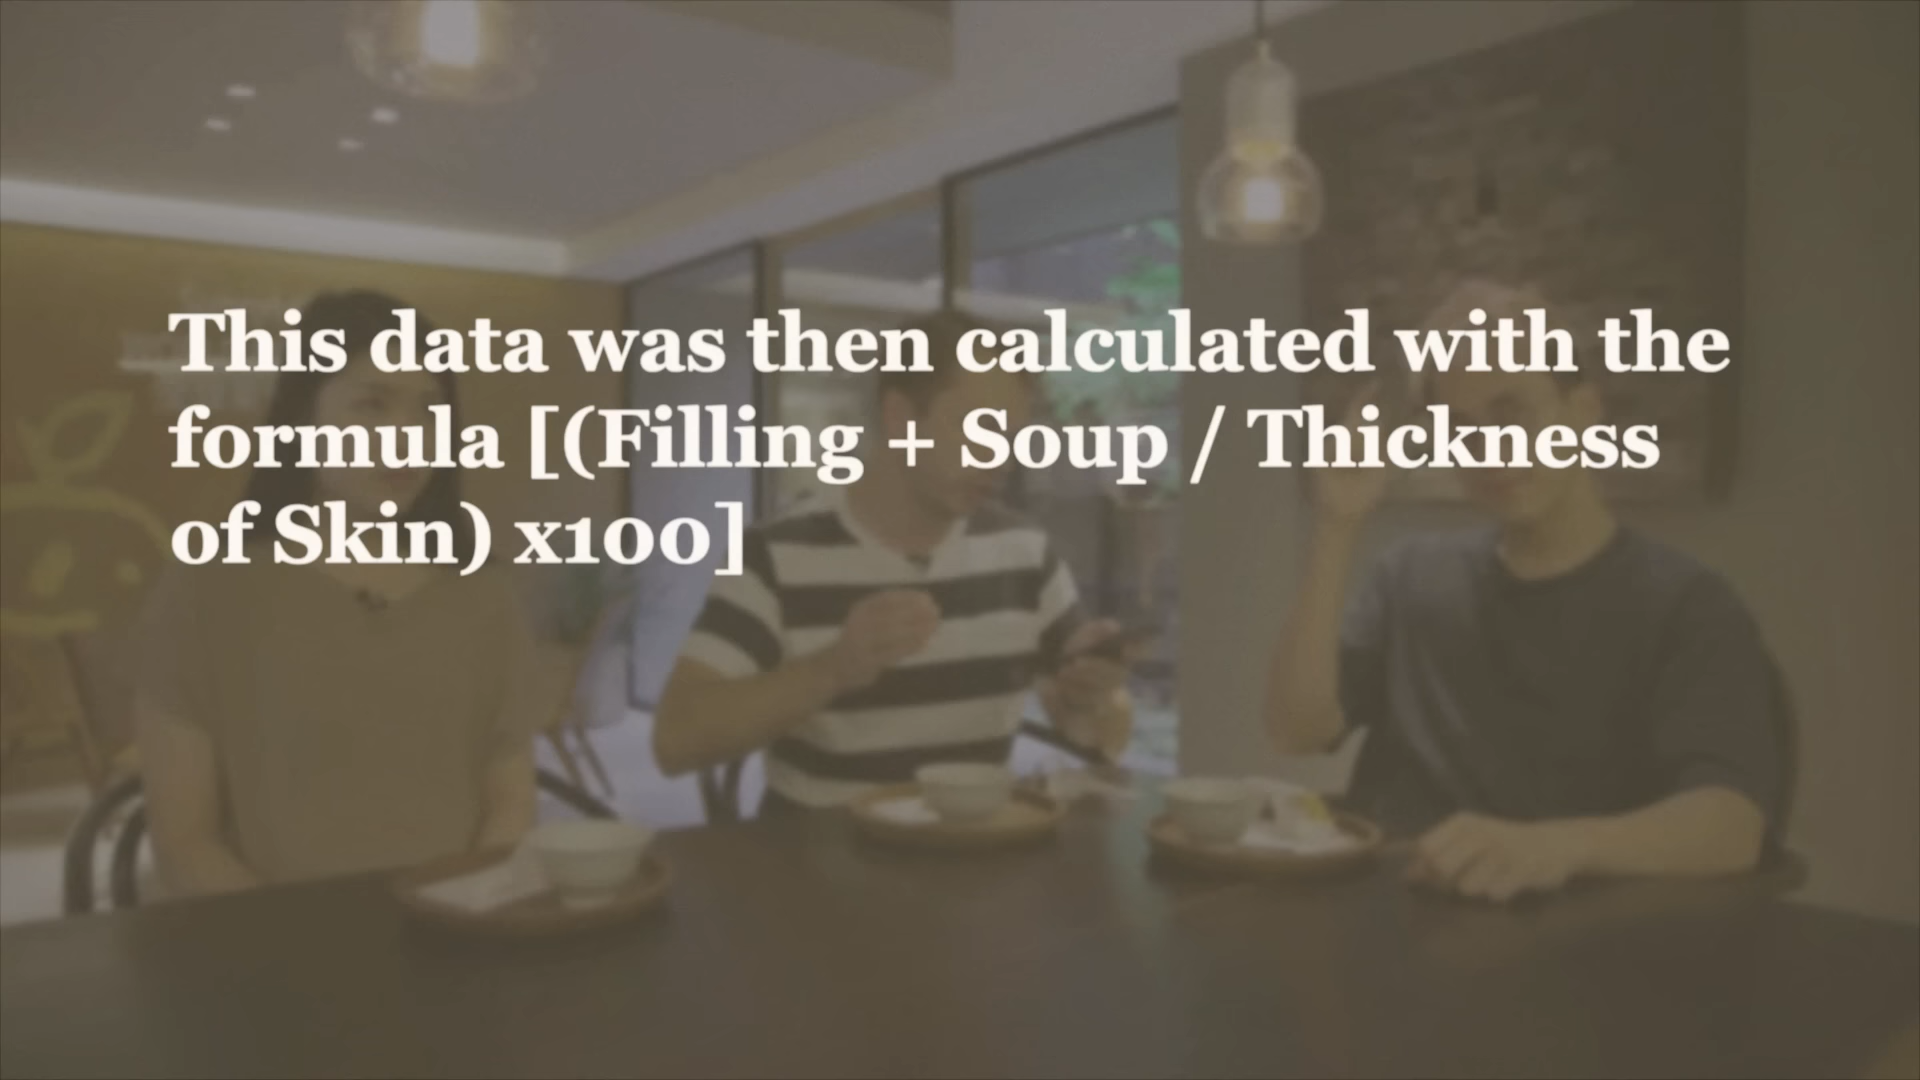 This data was then calculated with the
formula [(Filling + Soup / Thickness
of Skin) x100]